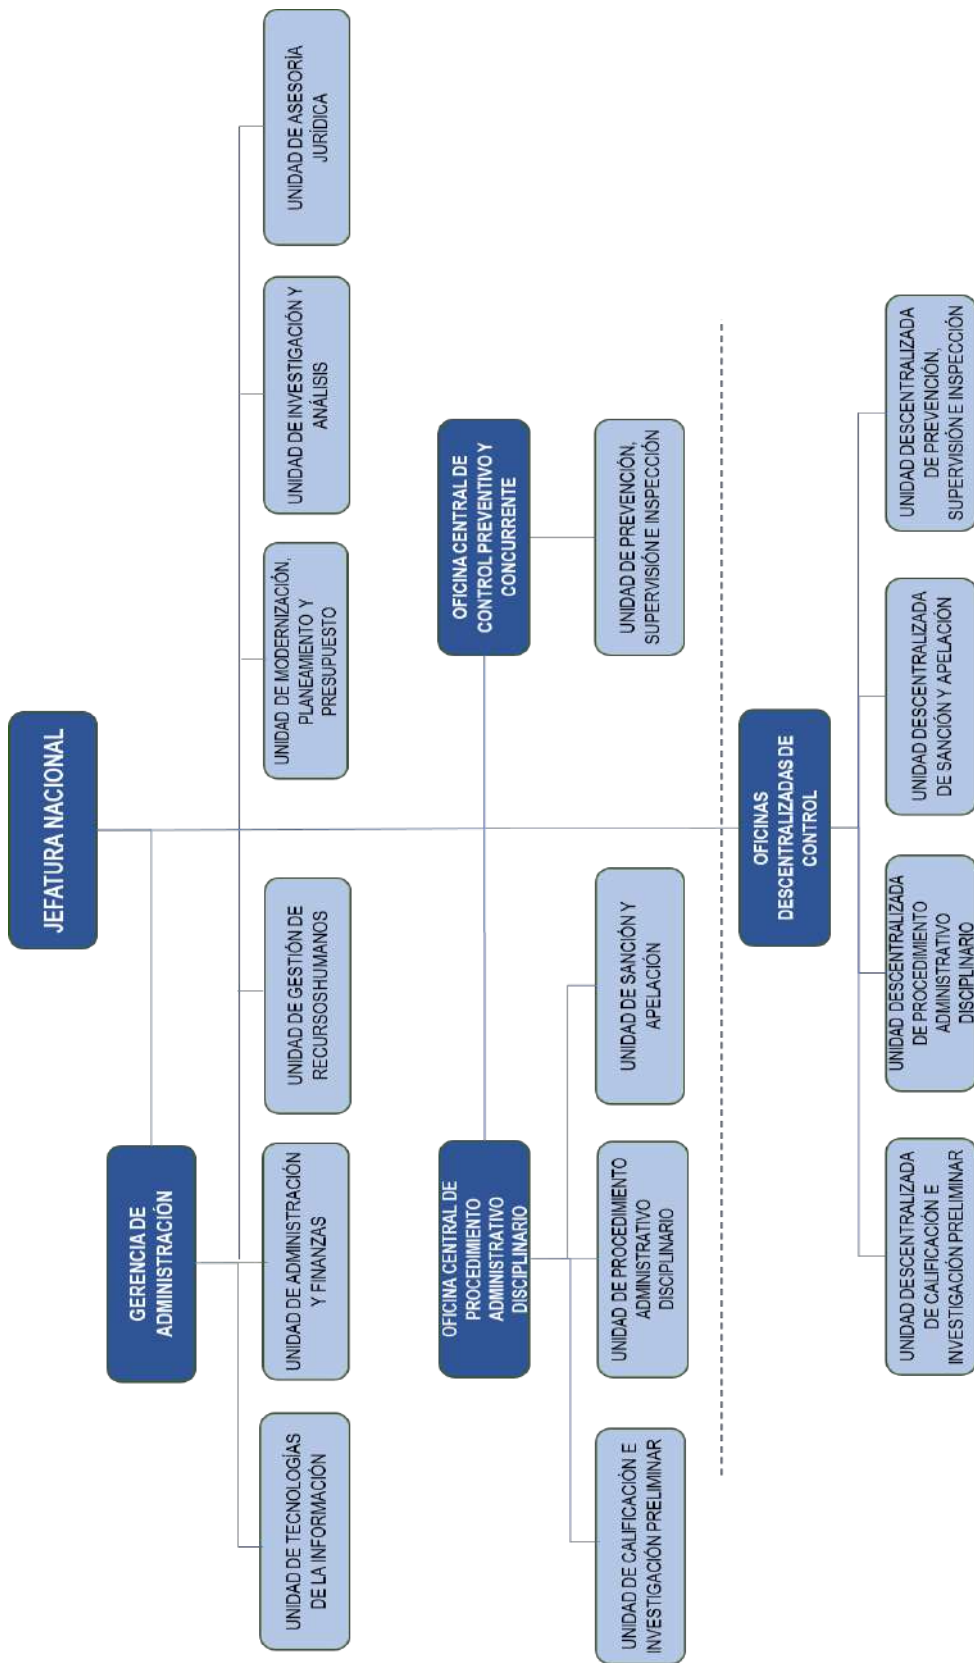 JEFATURA NACIONAL
GERENCIA DE
ADMINISTRACIÓN
UNIDAD DE TECNOLOGÍAS
DE LA INFORMACIÓN
UNIDAD DE ADMINISTRACIÓN
Y FINANZAS
UNIDAD DE GESTIÓN DE
RECURSOS HUMANOS
UNIDAD DE MODERNIZACIÓN,
PLANEAMIENTO Y
PRESUPUESTO
UNIDAD DE INVESTIGACIÓN Y
ANÁLISIS
UNIDAD DE ASESORÍA
JURÍDICA
OFICINA CENTRAL DE
PROCEDIMIENTO
ADMINISTRATIVO
DISCIPLINARIO
OFICINA CENTRAL DE
CONTROL PREVENTIVO Y
CONCURRENTE
UNIDAD DE CALIFICACIÓN E
INVESTIGACIÓN PRELIMINAR
UNIDAD DE PROCEDIMIENTO
ADMINISTRATIVO
DISCIPLINARIO
UNIDAD DE SANCIÓN Y
APELACIÓN
UNIDAD DE PREVENCIÓN,
SUPERVISIÓN E INSPECCIÓN
OFICINAS
DESCENTRALIZADAS DE
CONTROL
UNIDAD DESCENTRALIZADA
DE CALIFICACIÓN E
INVESTIGACIÓN PRELIMINAR
UNIDAD DESCENTRALIZADA
DE PROCEDIMIENTO
ADMINISTRATIVO
DISCIPLINARIO
UNIDAD DESCENTRALIZADA
DE SANCIÓN Y APELACIÓN
UNIDAD DESCENTRALIZADA
DE PREVENCIÓN,
SUPERVISIÓN E INSPECCIÓN